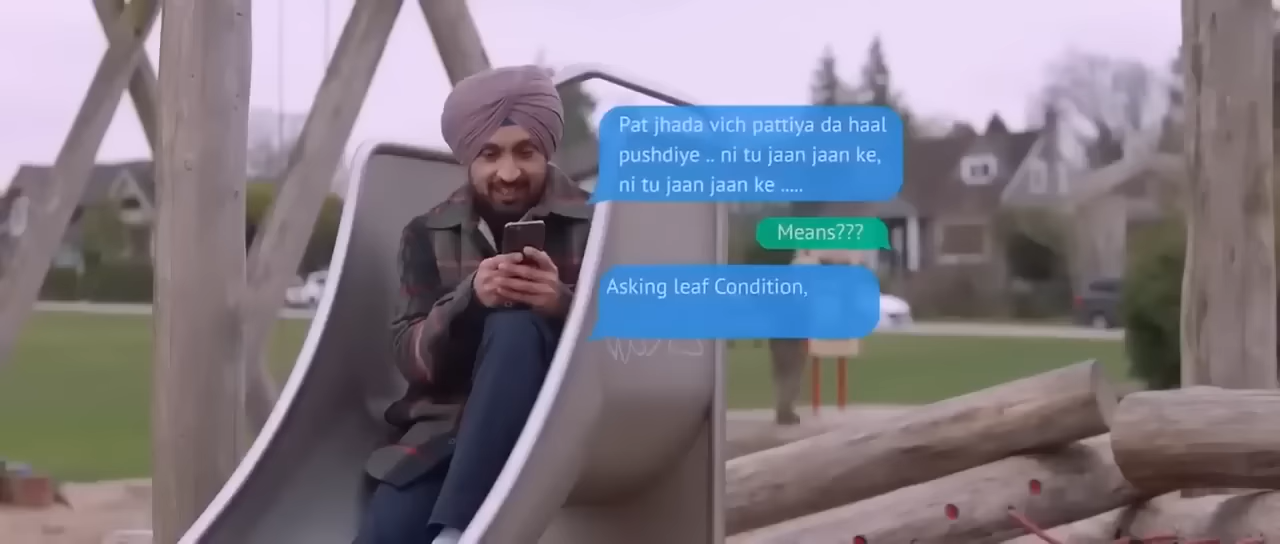 Pat jhada vich pattiya da haal
pushdiye .. ni tu jaan jaan ke,
ni tu jaan jaan ke .....
Means???
Asking leaf Condition,